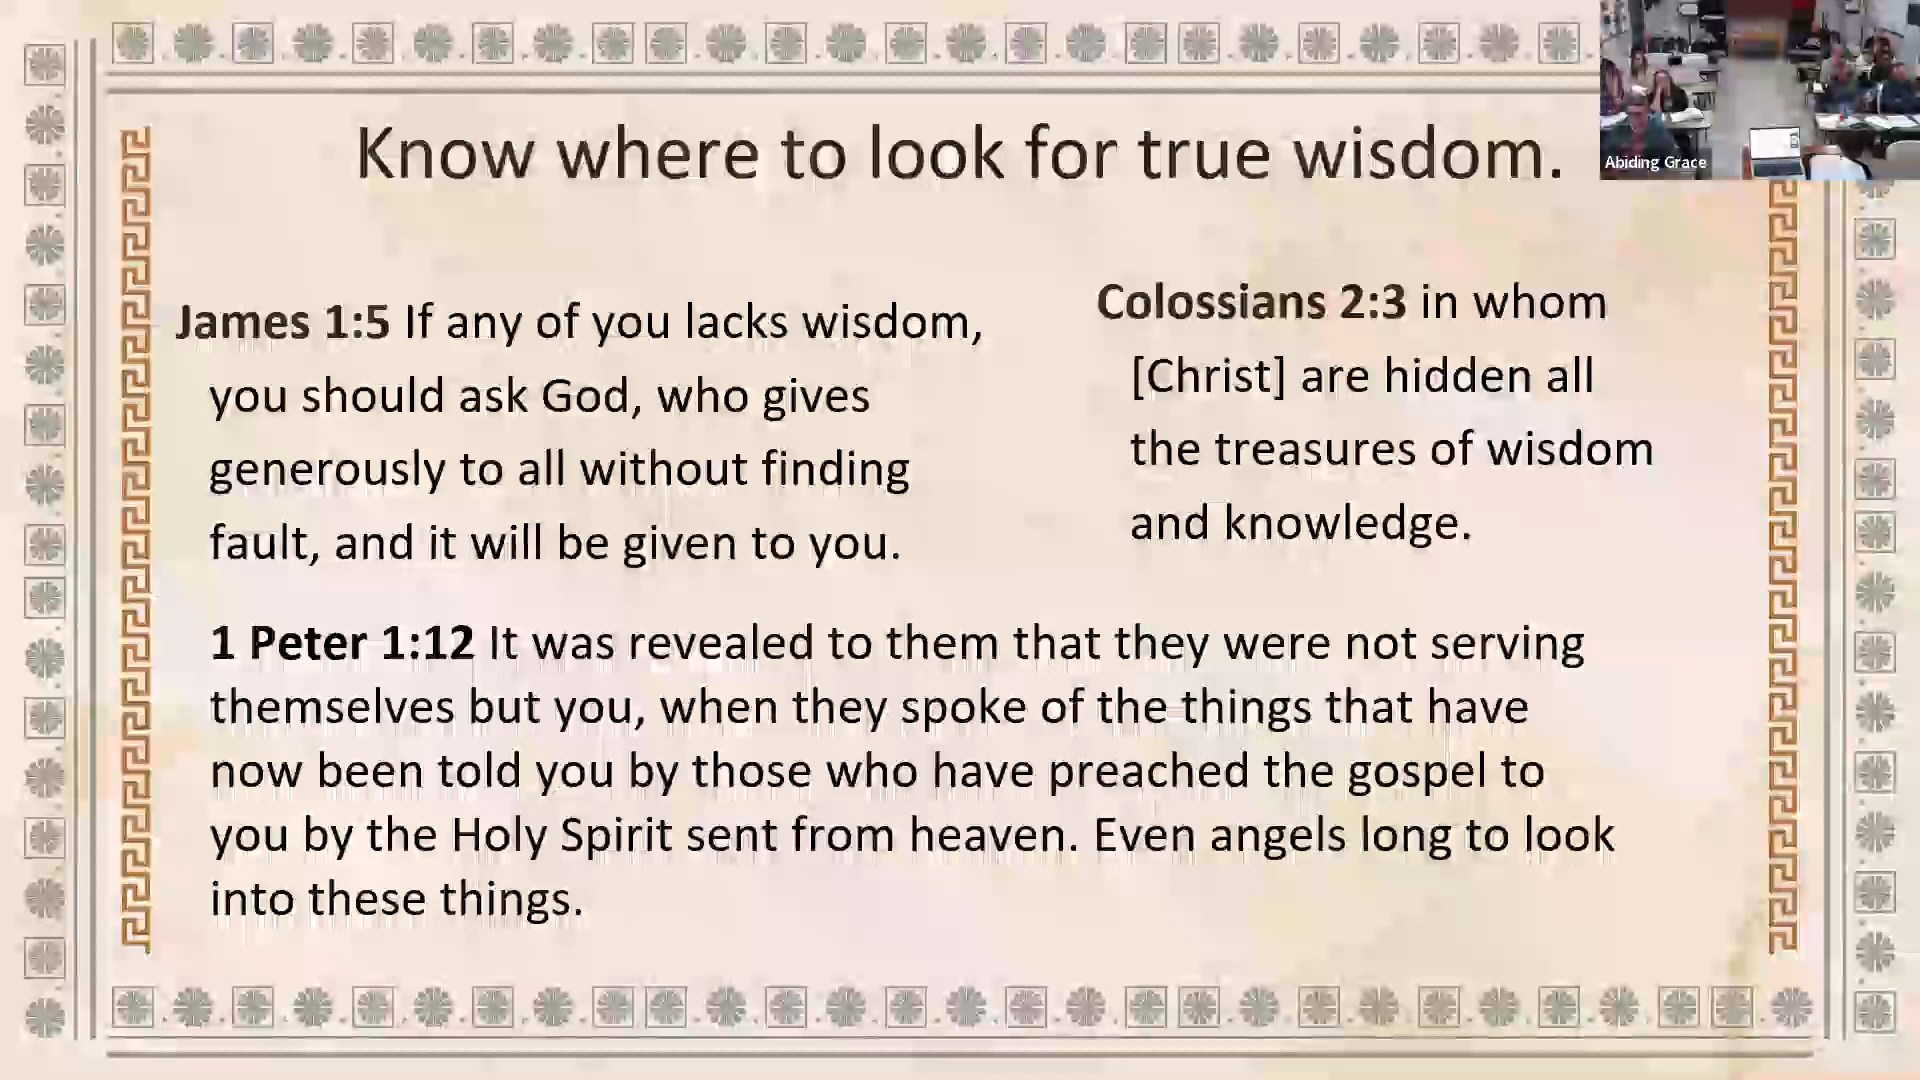 Know where to look for true wisdom.
Abiding Grace
James 1:5 If any of you lacks wisdom,
you should ask God, who gives
generously to all without finding
fault, and it will be given to you.
Colossians 2:3 in whom
[Christ] are hidden all
the treasures of wisdom
and knowledge.
1 Peter 1:12 It was revealed to them that they were not serving
themselves but you, when they spoke of the things that have
now been told you by those who have preached the gospel to
you by the Holy Spirit sent from heaven. Even angels long to look
into these things.